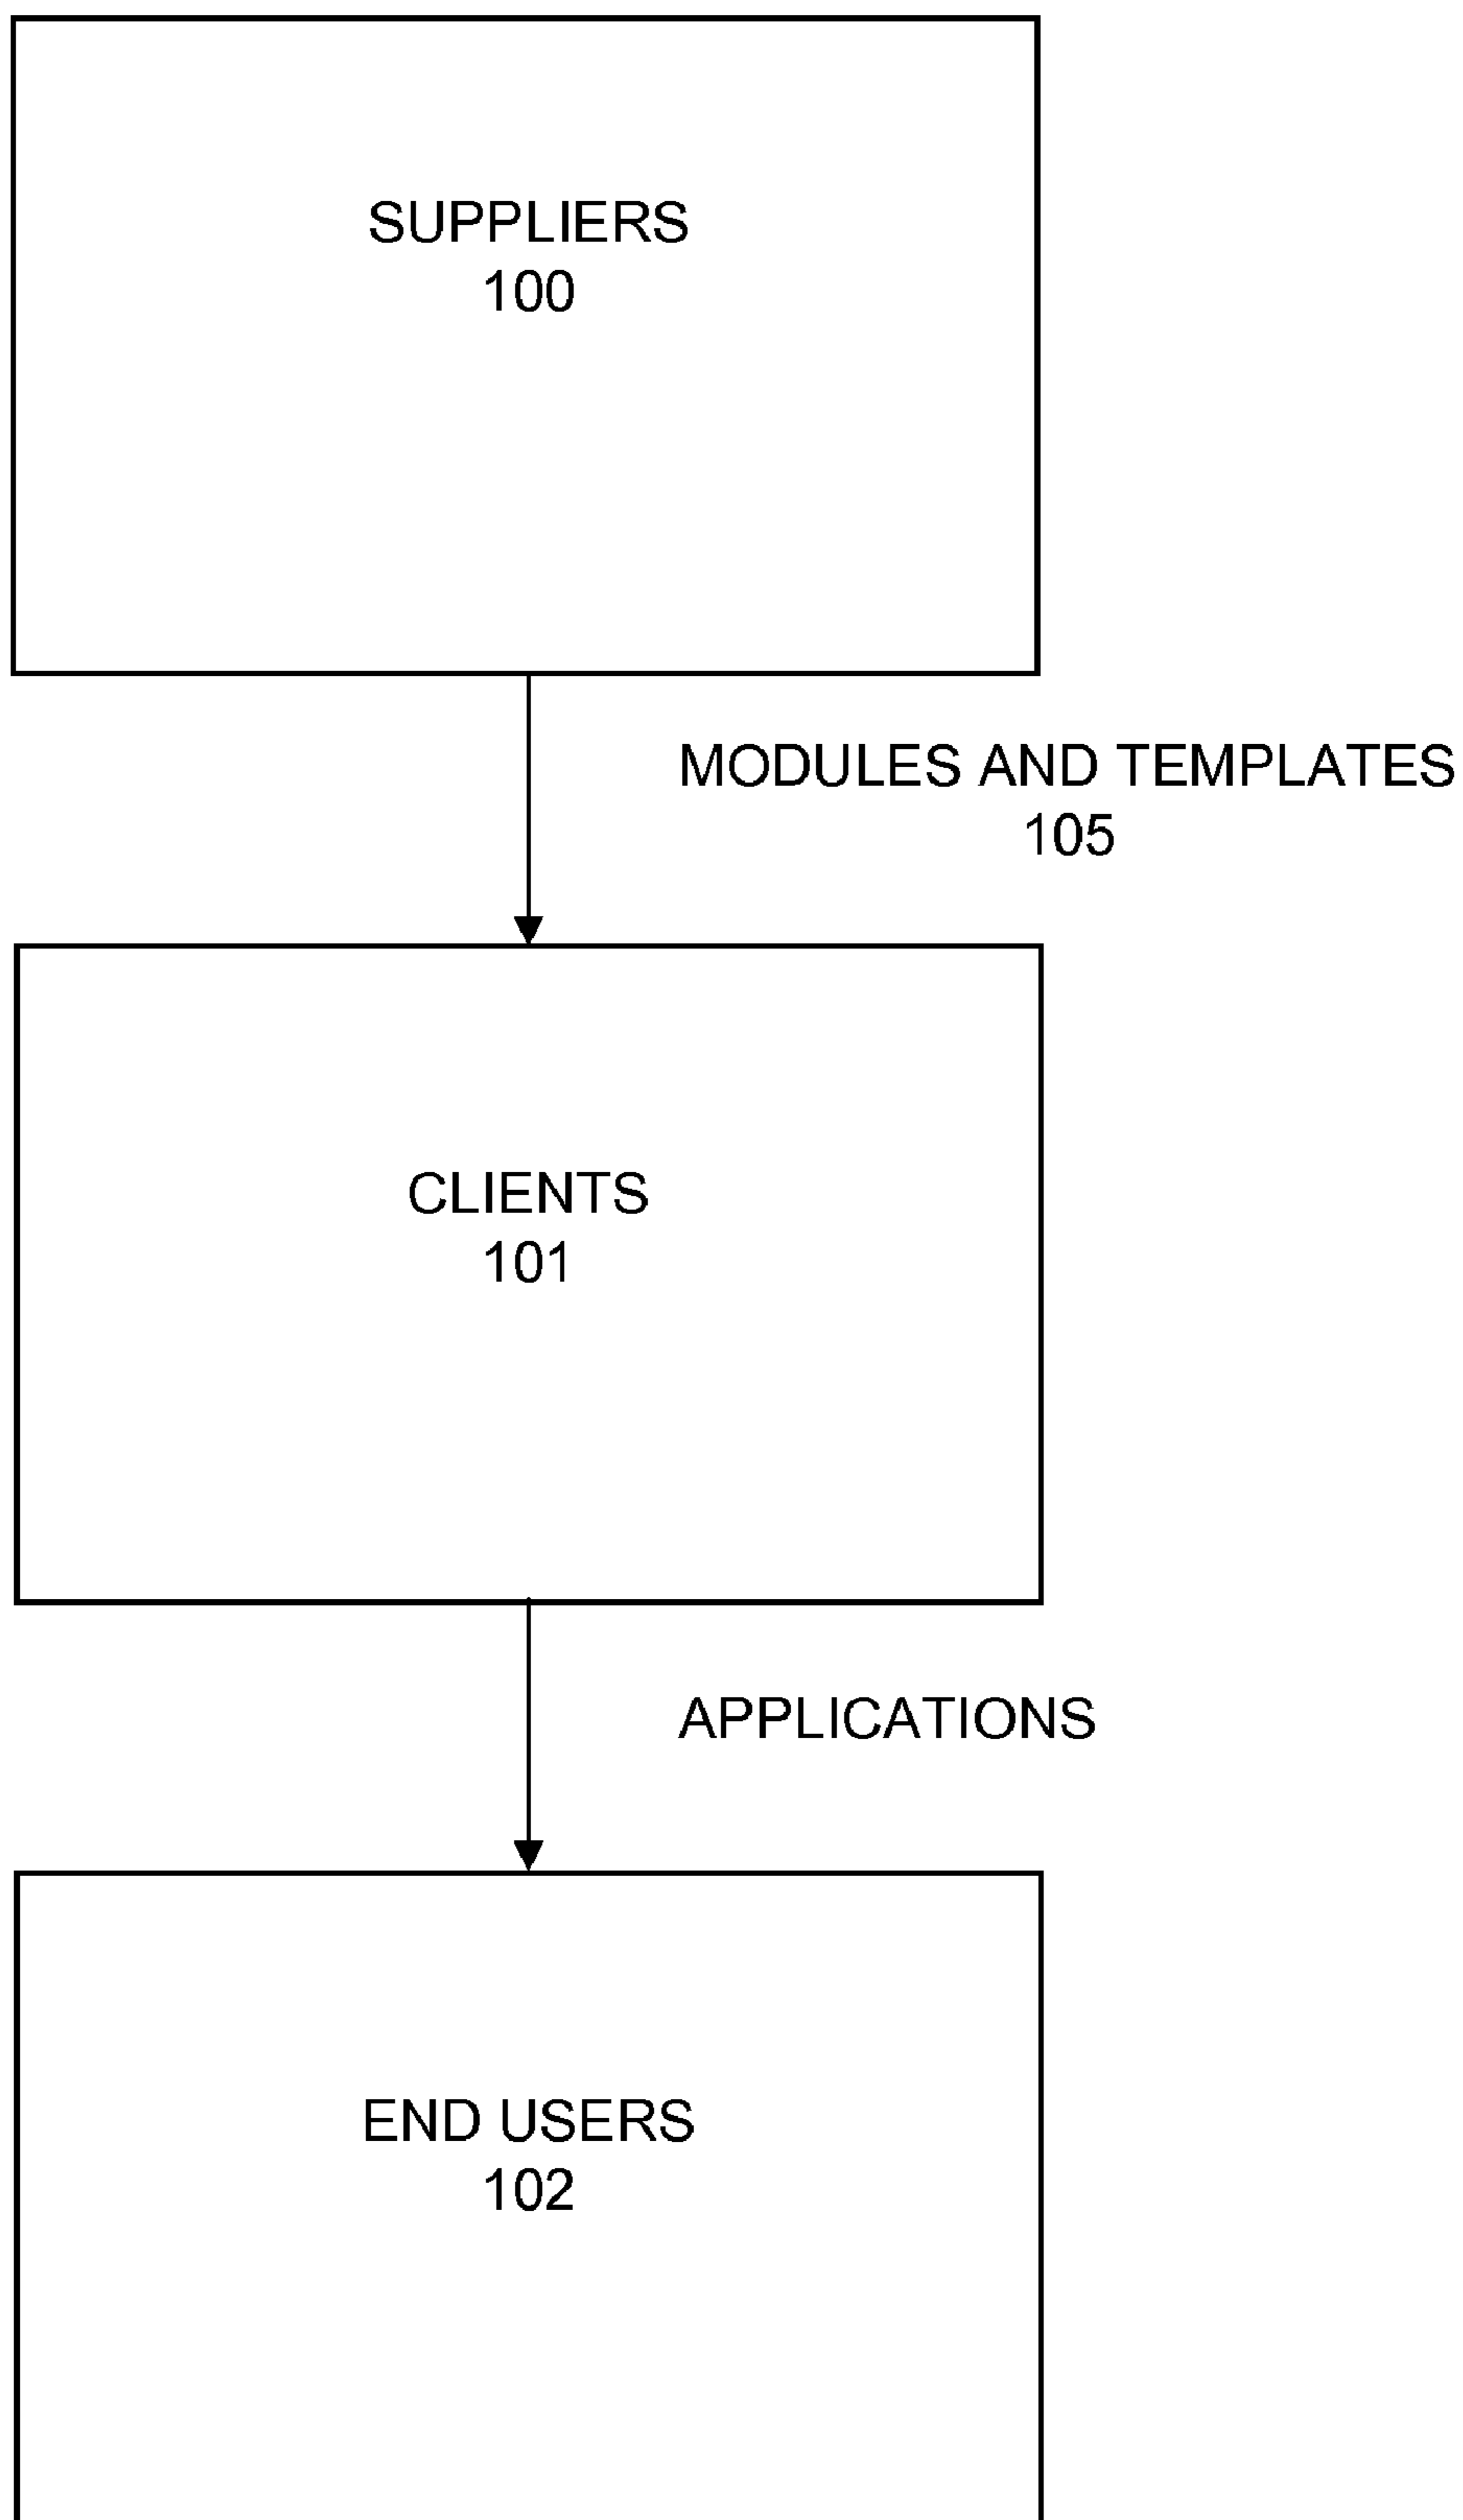 SUPPLIERS
100
MODULES AND TEMPLATES
105
CLIENTS
101
APPLICATIONS
END USERS
102